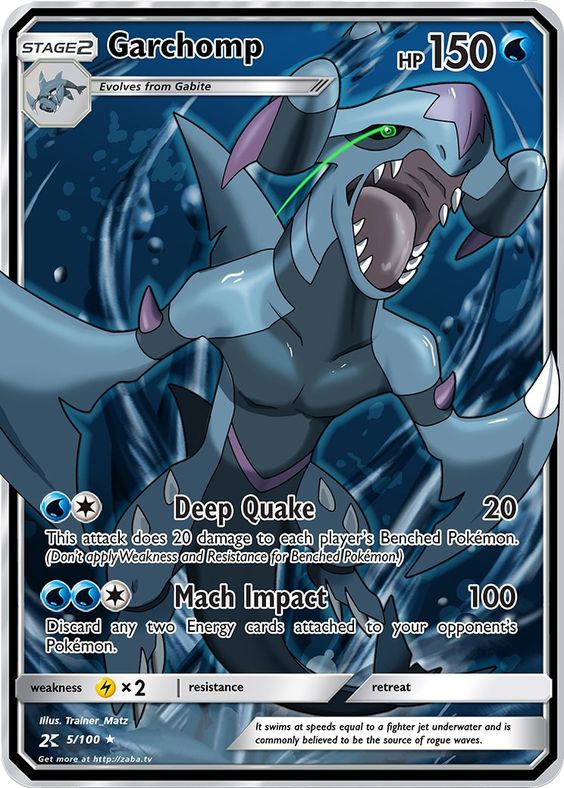 STAGE2 Garchomp HP 150
Evolves from Gabite
Deep Quake 20
This attack does 20 damage to each player's Benched Pokémon.
(Don't apply Weakness and Resistance for Benched Pokémon.)
Mach Impact 100
Discard any two Energy cards attached to your opponent's
Pokémon.
weakness ×2 resistance retreat
Illus. Trainer_Matz
2K 5/100 ★
Get more at http://zaba.tv
It swims at speeds equal to a fighter jet underwater and is
commonly believed to be the source of rogue waves.